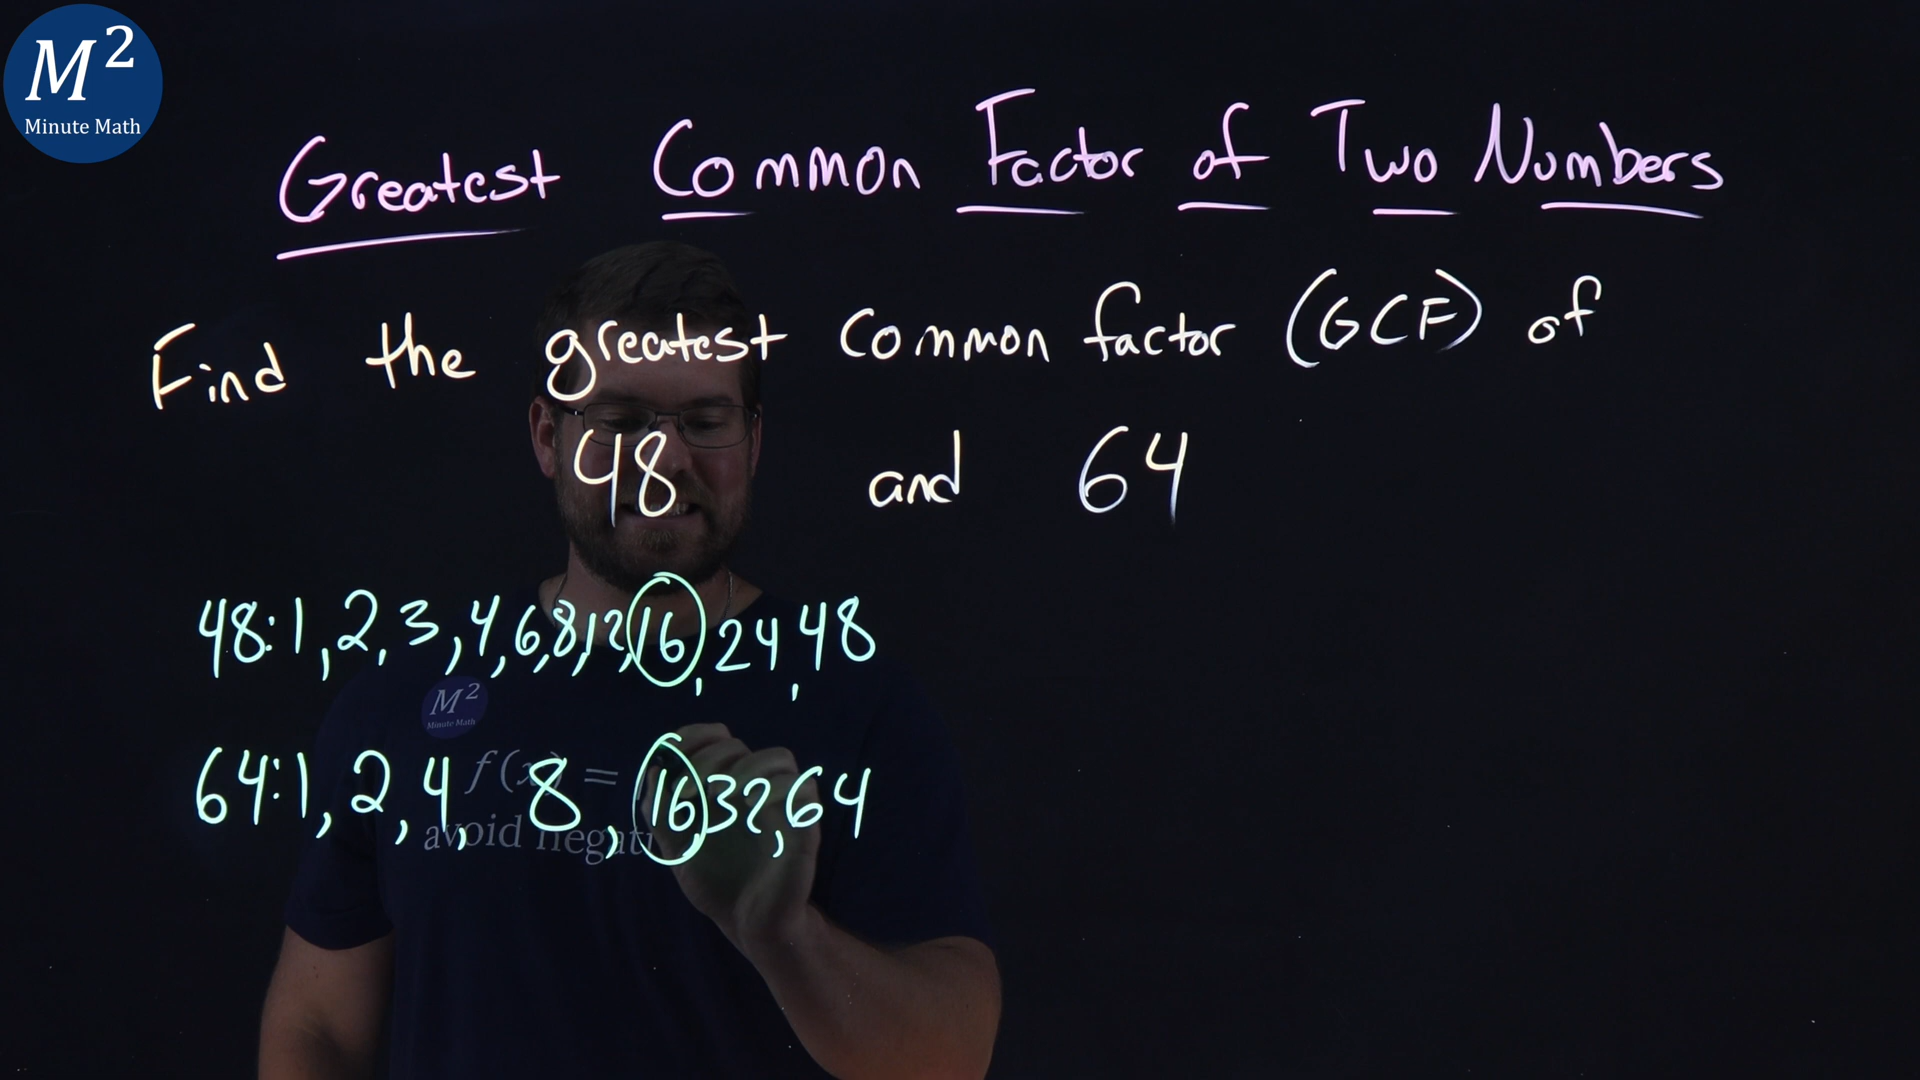 M²
Minute Math
Greatest Common Factor of Two Numbers
Find the greatest common factor (GCF) of
48 and 64
48: 1, 2, 3, 4, 6, 8, 12, 16, 24, 48
M²
Minute Math
f(x) =
64: 1, 2, 4, 8, 16, 32, 64
avoid negati